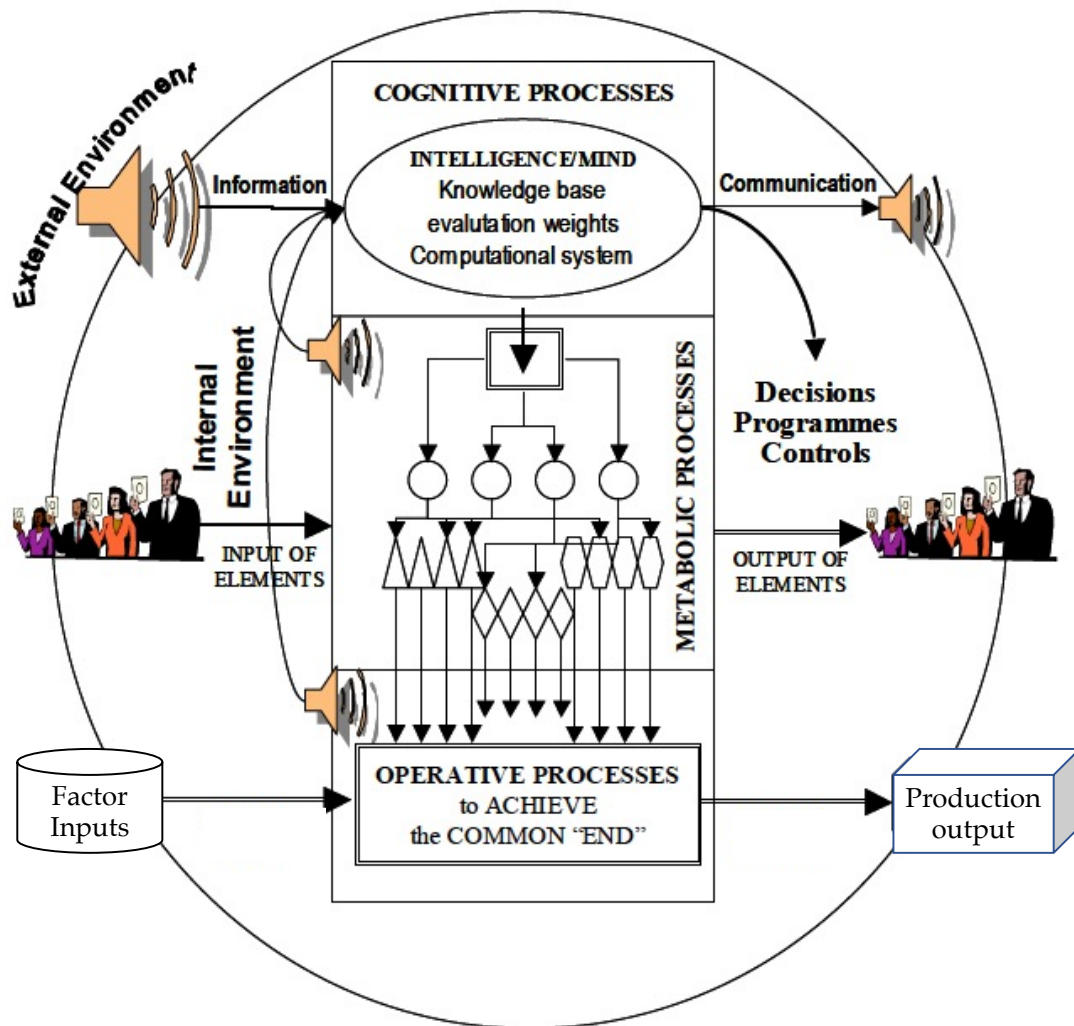 External Environment
COGNITIVE PROCESSES
INTELLIGENCE/MIND
Knowledge base
evalutation weights
Computational system
Information
Communication
Internal
Environment
METABOLIC PROCESSES
Decisions
Programmes
Controls
INPUT OF
ELEMENTS
OUTPUT OF
ELEMENTS
Factor
Inputs
OPERATIVE PROCESSES
to ACHIEVE
the COMMON “END”
Production
output